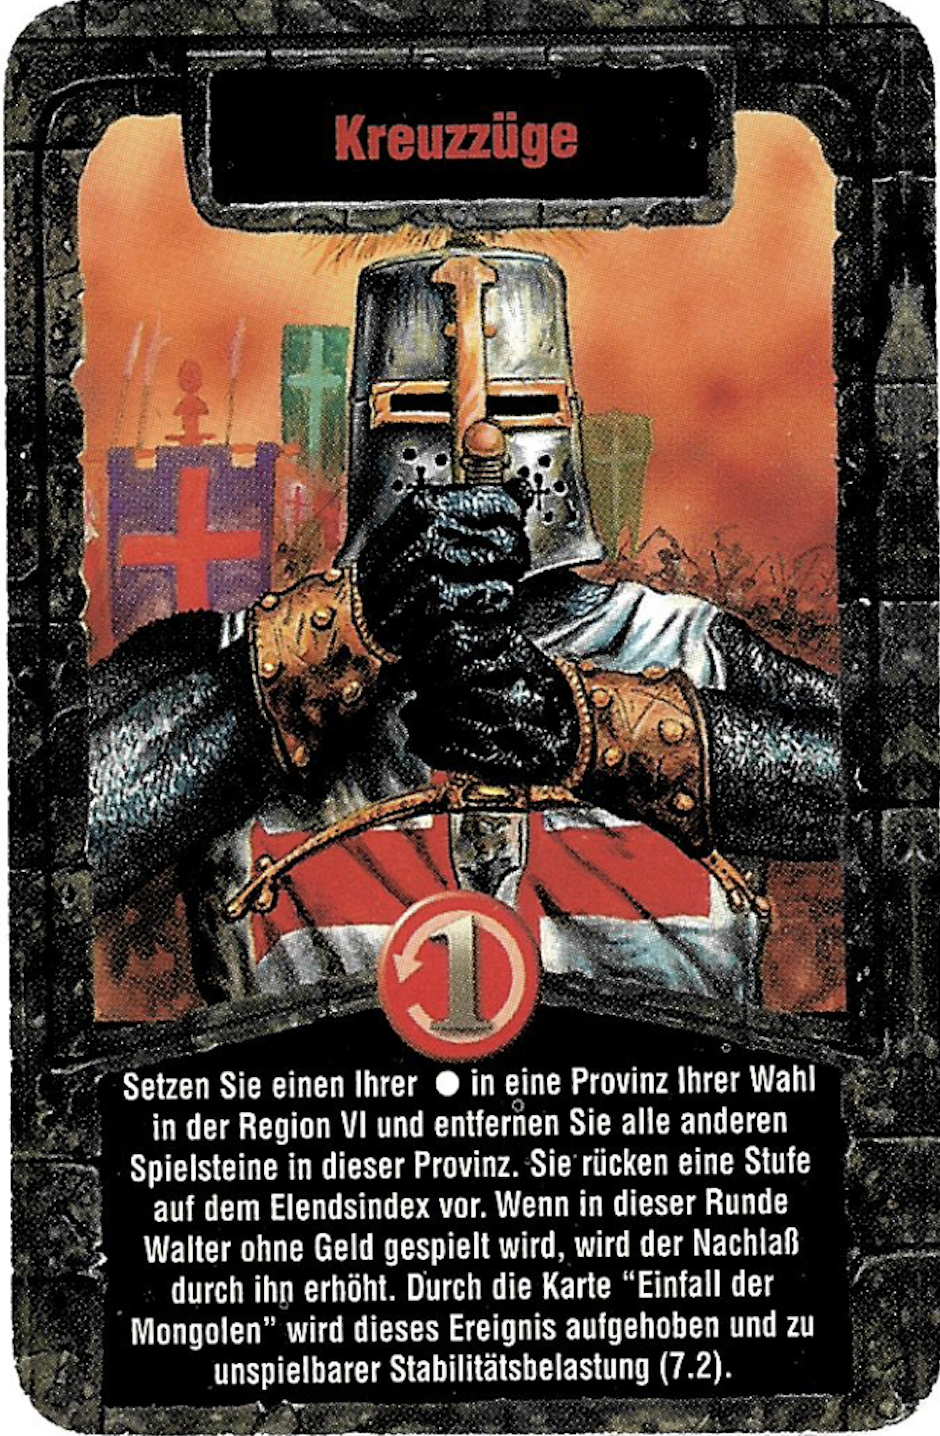 Kreuzzüge
1
Setzen Sie einen Ihrer ● in eine Provinz Ihrer Wahl
in der Region VI und entfernen Sie alle anderen
Spielsteine in dieser Provinz. Sie rücken eine Stufe
auf dem Elendsindex vor. Wenn in dieser Runde
Walter ohne Geld gespielt wird, wird der Nachlaß
durch ihn erhöht. Durch die Karte “Einfall der
Mongolen” wird dieses Ereignis aufgehoben und zu
unspielbarer Stabilitätsbelastung (7.2).